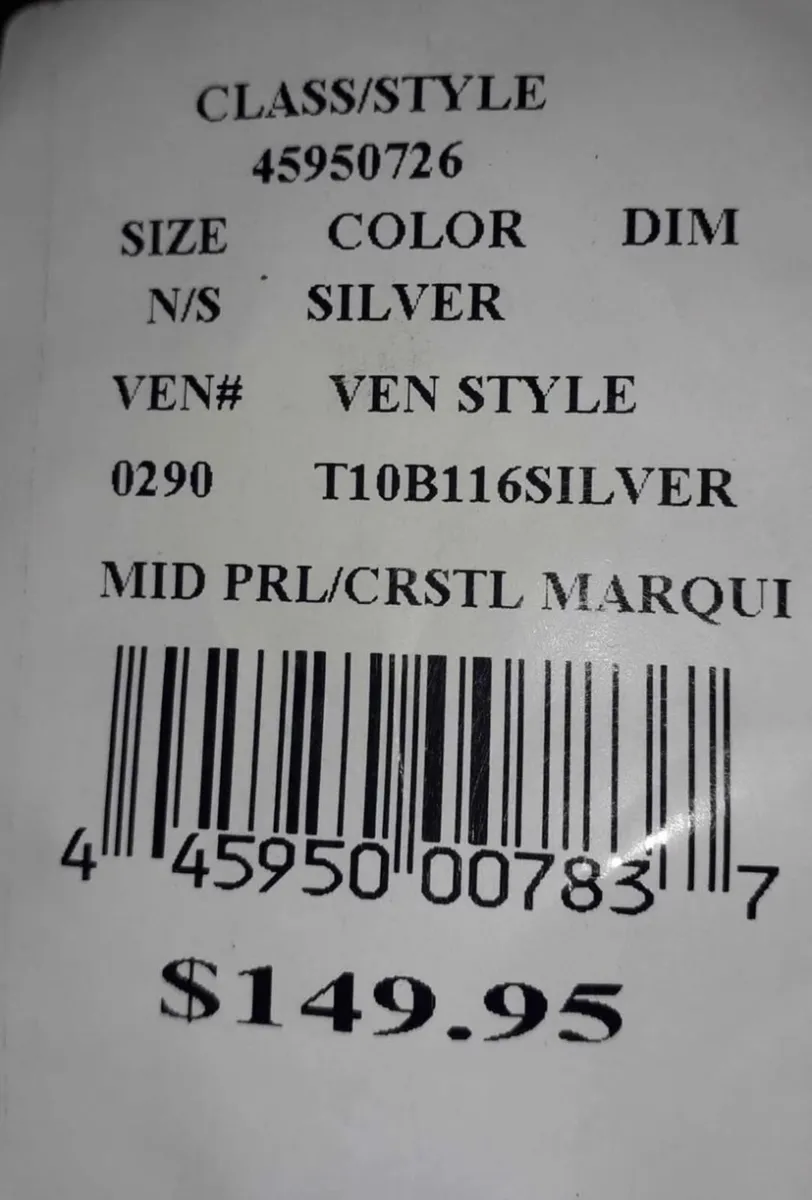 CLASS/STYLE
45950726
SIZE COLOR DIM
N/S SILVER
VEN# VEN STYLE
0290 T10B116SILVER
MID PRL/CRSTL MARQUI
4 45950 00783 7
$149.95